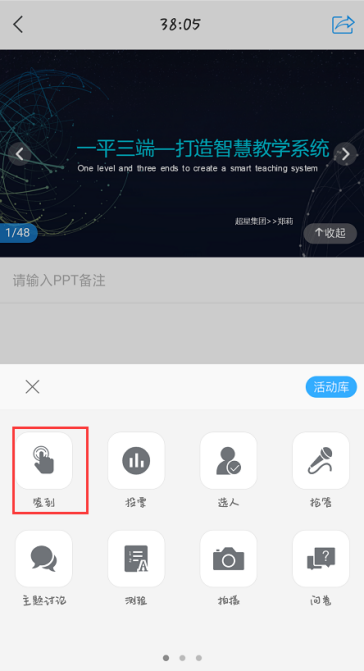 38:05
一平三端—打造智慧教学系统
One level and three ends to create a smart teaching system
超星集团>>郑莉
1/48
收起
请输入PPT备注
活动库
签到 投票 选人 抢答
主题讨论 测验 拍摄 问卷